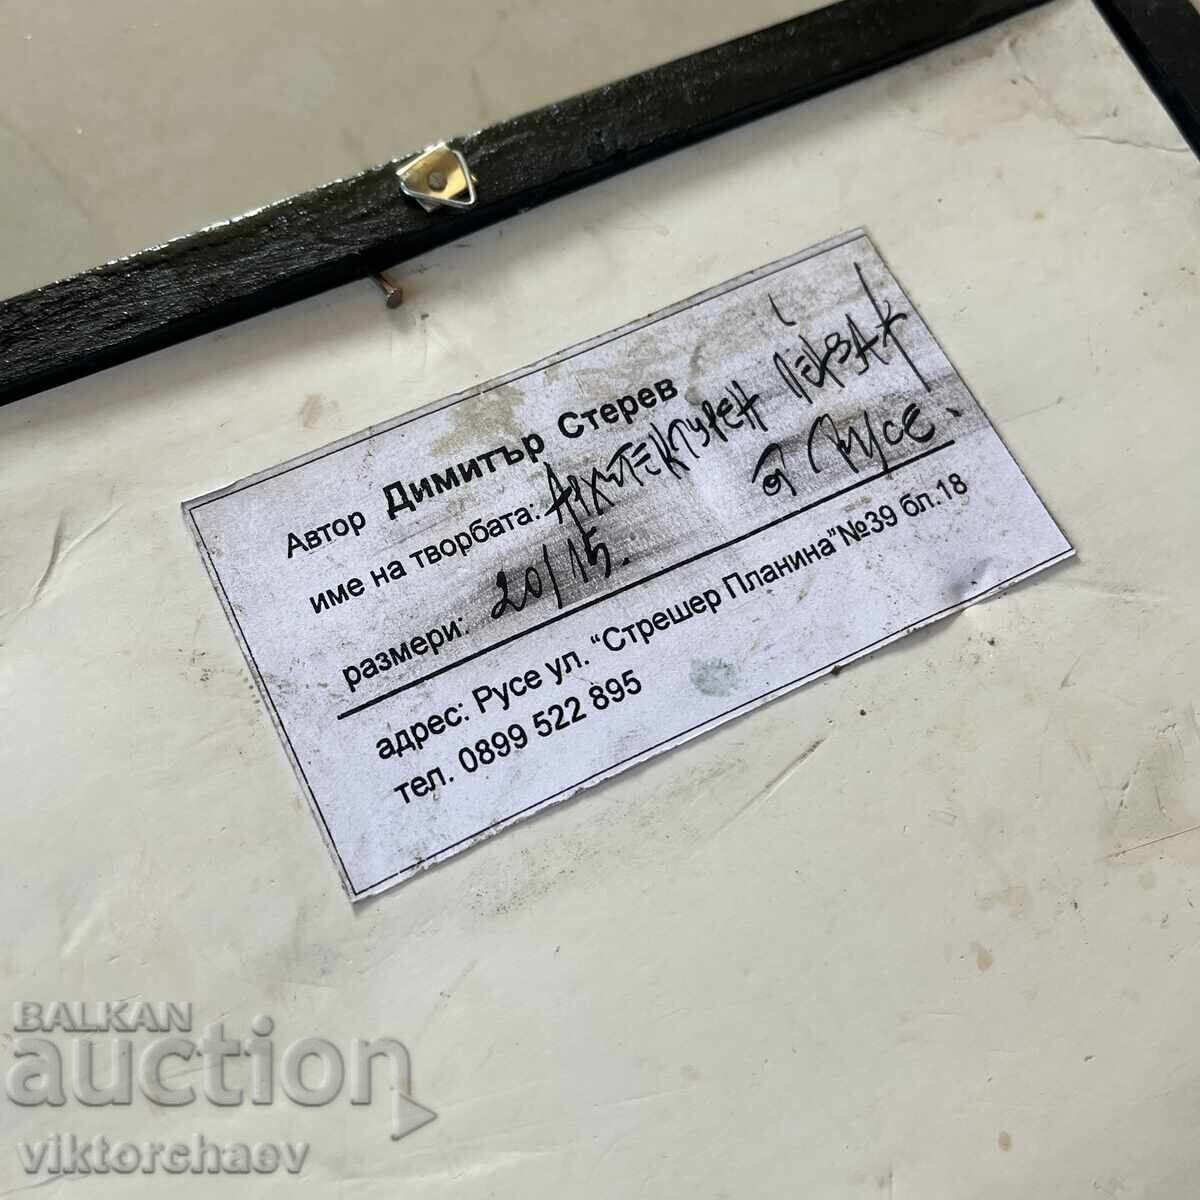 Автор Димитър Стерев
име на творбата: Архитектурен пейзаж
от Русе.
размери: 20/15.
адрес: Русе ул. “Стрешер Планина”№39 бл.18
тел. 0899 522 895
BALKAN
auction
viktorchaev